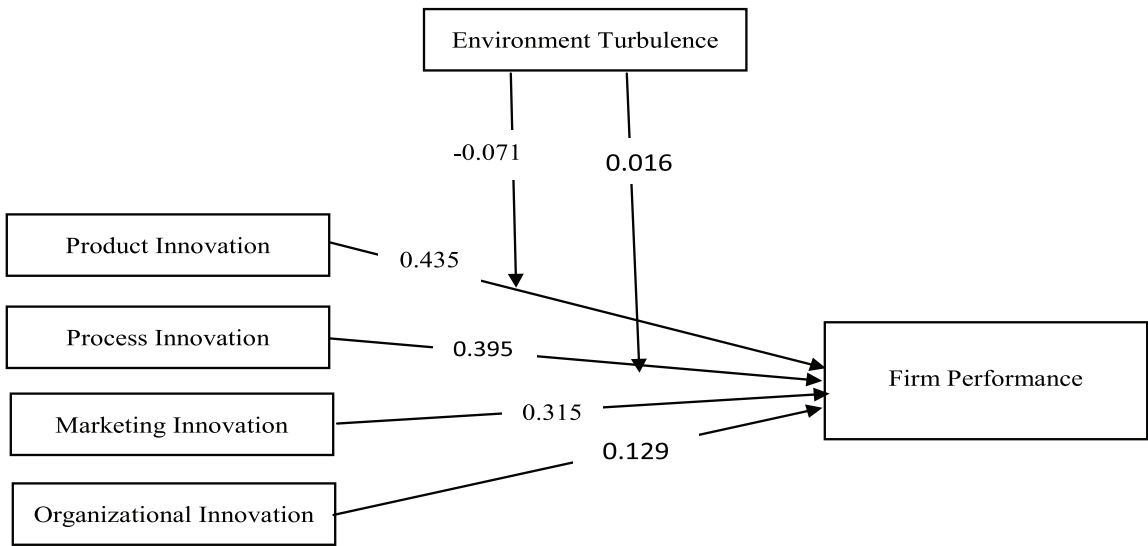 Environment Turbulence
-0.071
0.016
Product Innovation
0.435
Process Innovation
0.395
Firm Performance
Marketing Innovation
0.315
0.129
Organizational Innovation